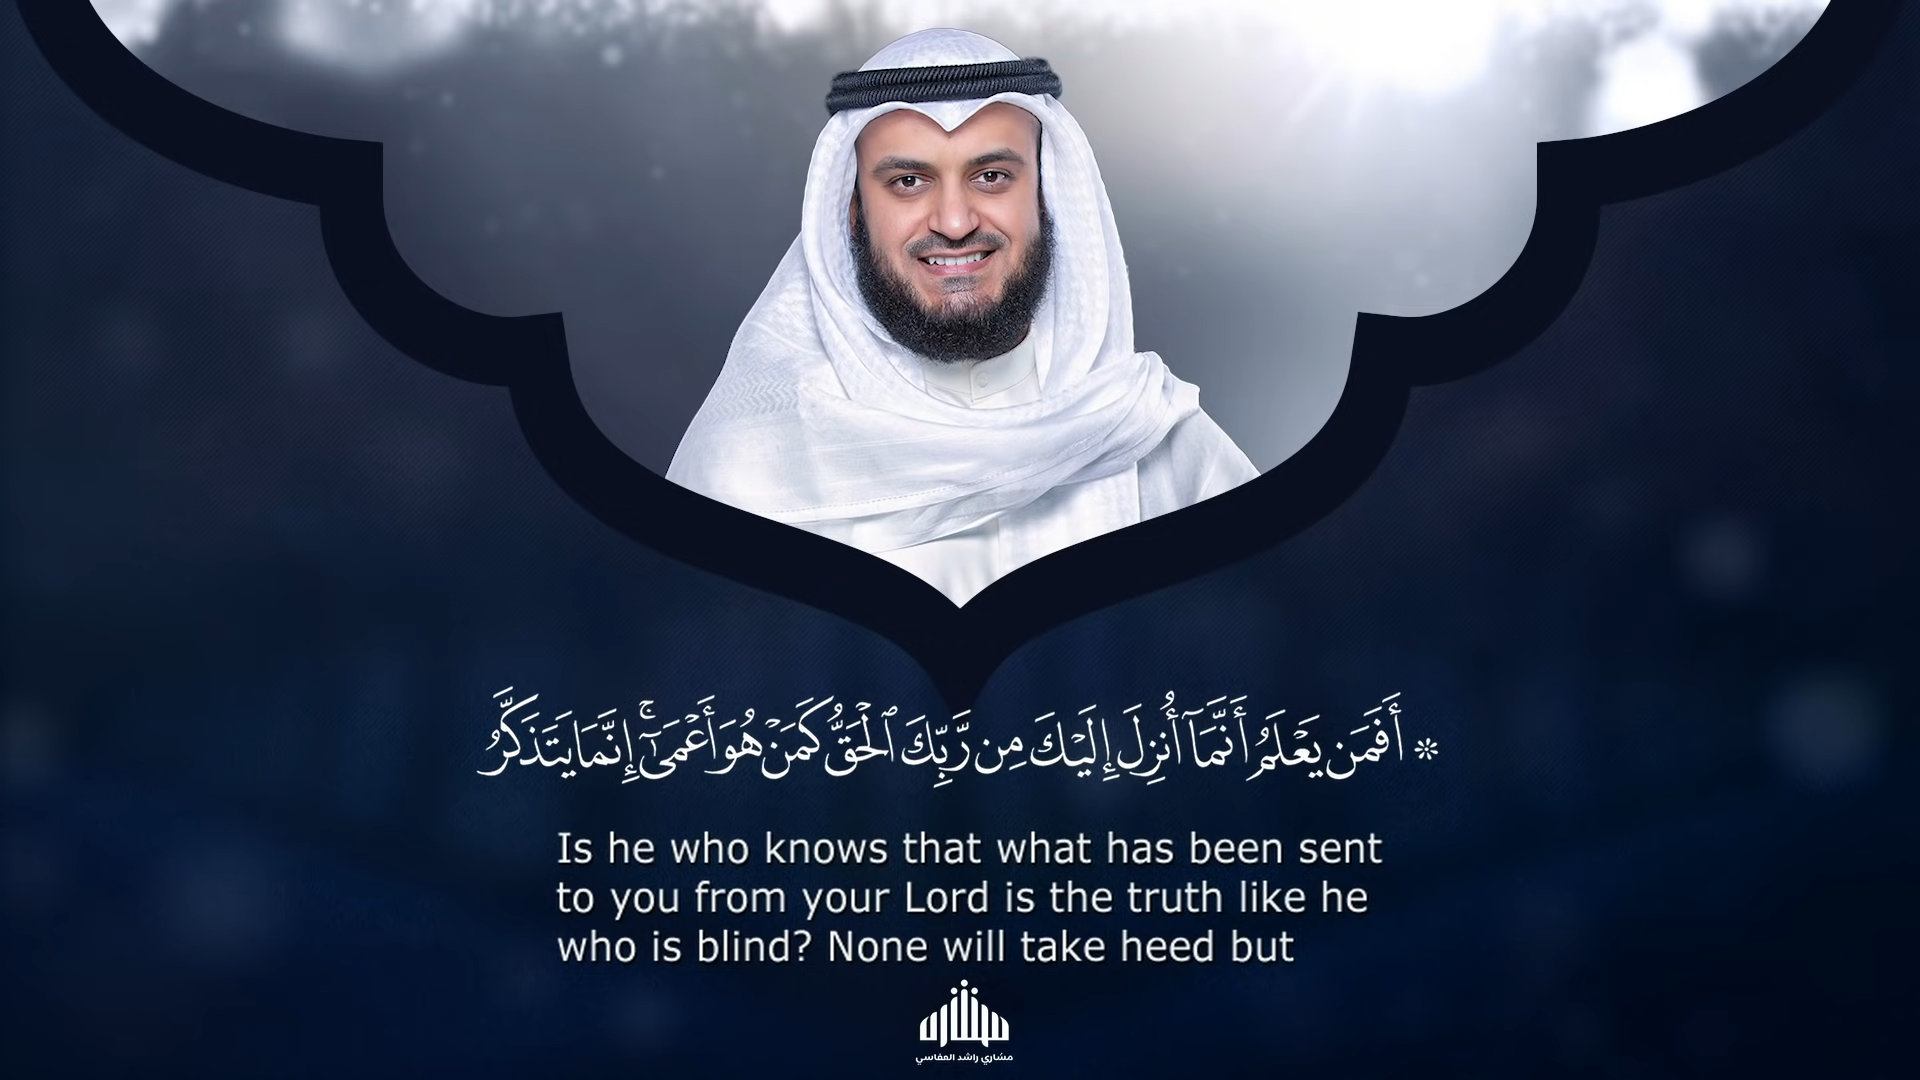 ۞ أَفَمَن يَعْلَمُ أَنَّمَآ أُنزِلَ إِلَيْكَ مِن رَّبِّكَ ٱلْحَقُّ كَمَنْ هُوَ أَعْمَىٰٓ ۚ إِنَّمَا يَتَذَكَّرُ
Is he who knows that what has been sent
to you from your Lord is the truth like he
who is blind? None will take heed but
مشاري
مشاري راشد العفاسي